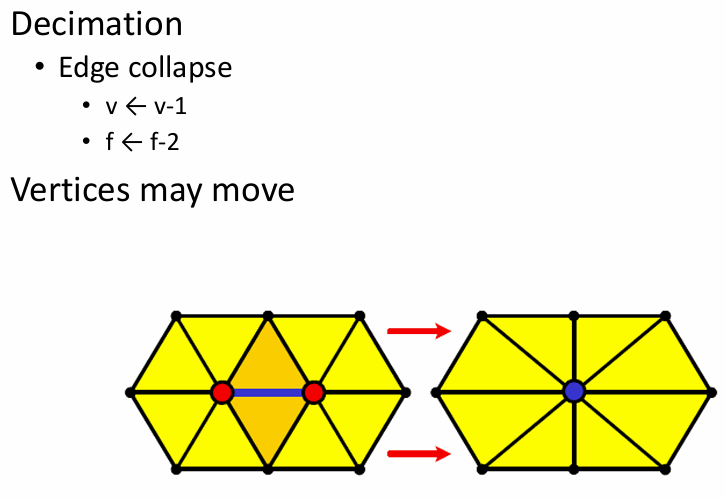 Decimation
• Edge collapse
• v ← v-1
• f ← f-2
Vertices may move